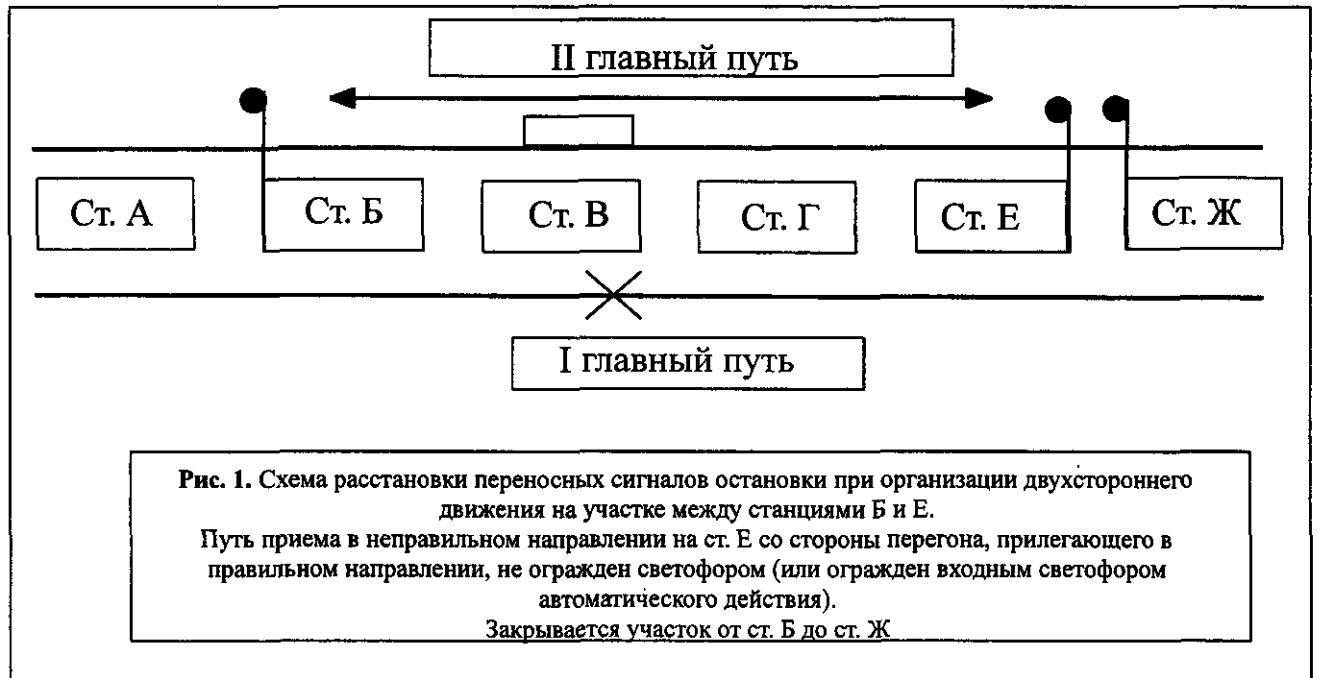 II главный путь
Ст. А Ст. Б Ст. В Ст. Г Ст. Е Ст. Ж
I главный путь
Рис. 1. Схема расстановки переносных сигналов остановки при организации двухстороннего
движения на участке между станциями Б и Е.
Путь приема в неправильном направлении на ст. Е со стороны перегона, прилегающего в
правильном направлении, не огражден светофором (или огражден входным светофором
автоматического действия).
Закрывается участок от ст. Б до ст. Ж